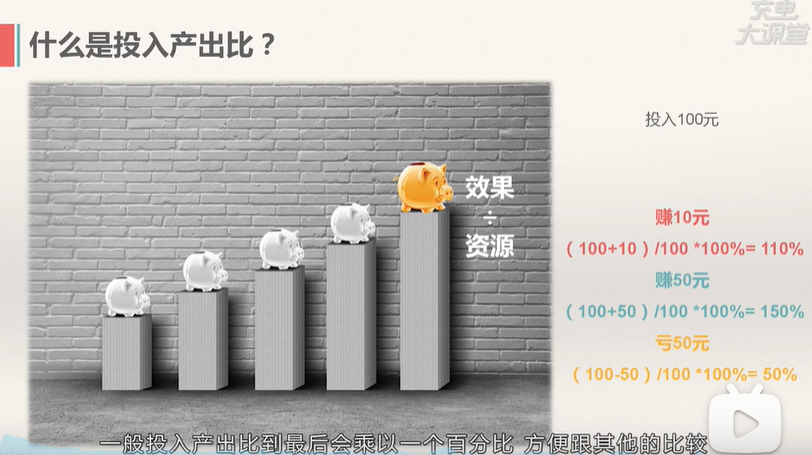 充电
大课堂
什么是投入产出比？
投入100元
效果
÷
资源
赚10元
（100+10）/100 *100%= 110%
赚50元
（100+50）/100 *100%= 150%
亏50元
（100-50）/100 *100%= 50%
一般投入产出比到最后会乘以一个百分比 方便跟其他的比较